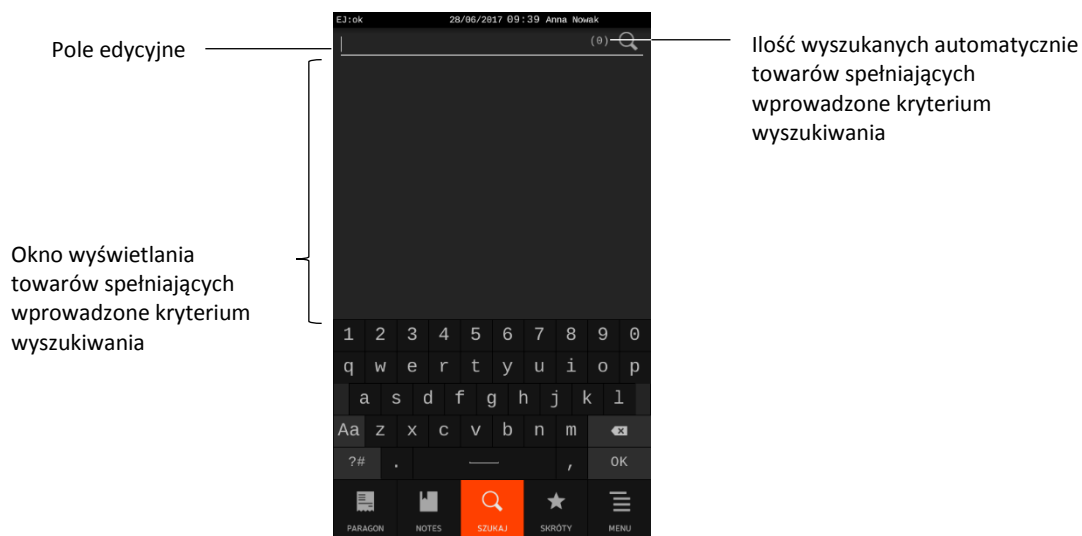 EJ:ok 28/06/2017 09:39 Anna Nowak
(0)
Pole edycyjne
Ilość wyszukanych automatycznie
towarów spełniających
wprowadzone kryterium
wyszukiwania
Okno wyświetlania
towarów spełniających
wprowadzone kryterium
wyszukiwania
1 2 3 4 5 6 7 8 9 0
q w e r t y u i o p
a s d f g h j k l
Aa z x c v b n m
?# . , OK
PARAGON NOTES SZUKAJ SKRÓTY MENU